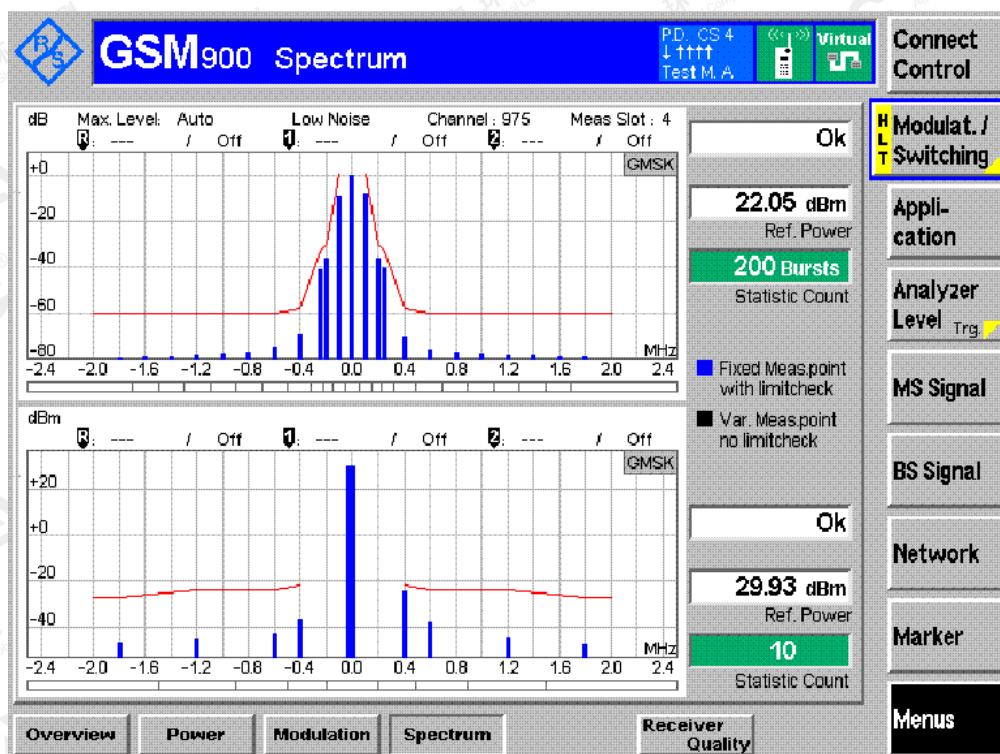 R S
GSM900 Spectrum
P.D. CS 4
Test M. A
Virtual
Connect Control
dB Max. Level: Auto Low Noise Channel : 975 Meas Slot : 4
R: --- / Off 1: --- / Off 2: --- / Off
GMSK
+0
-20
-40
-60
-80
MHz
-2.4 -2.0 -1.6 -1.2 -0.8 -0.4 0.0 0.4 0.8 1.2 1.6 2.0 2.4
Ok
22.05 dBm
Ref. Power
200 Bursts
Statistic Count
Fixed Meas.point
with limitcheck
Var. Meas.point
no limitcheck
dBm
R: --- / Off 1: --- / Off 2: --- / Off
GMSK
+20
+0
-20
-40
MHz
-2.4 -2.0 -1.6 -1.2 -0.8 -0.4 0.0 0.4 0.8 1.2 1.6 2.0 2.4
Ok
29.93 dBm
Ref. Power
10
Statistic Count
H L T
Modulat. /
Switching
Appli-
cation
Analyzer
Level Trg.
MS Signal
BS Signal
Network
Marker
Menus
Overview Power Modulation Spectrum Receiver
Quality